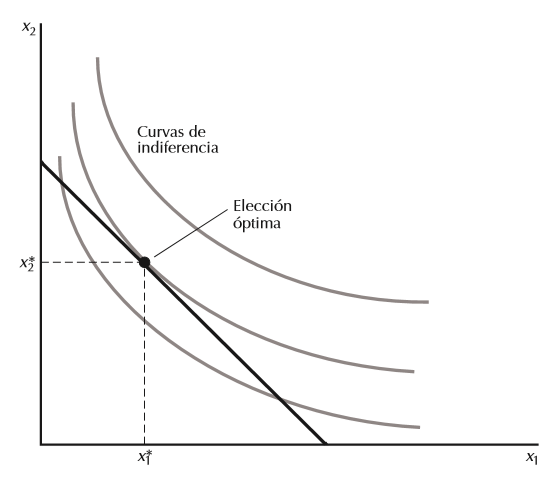 x₂
Curvas de
indiferencia
Elección
óptima
x₂*
x₁*
x₁